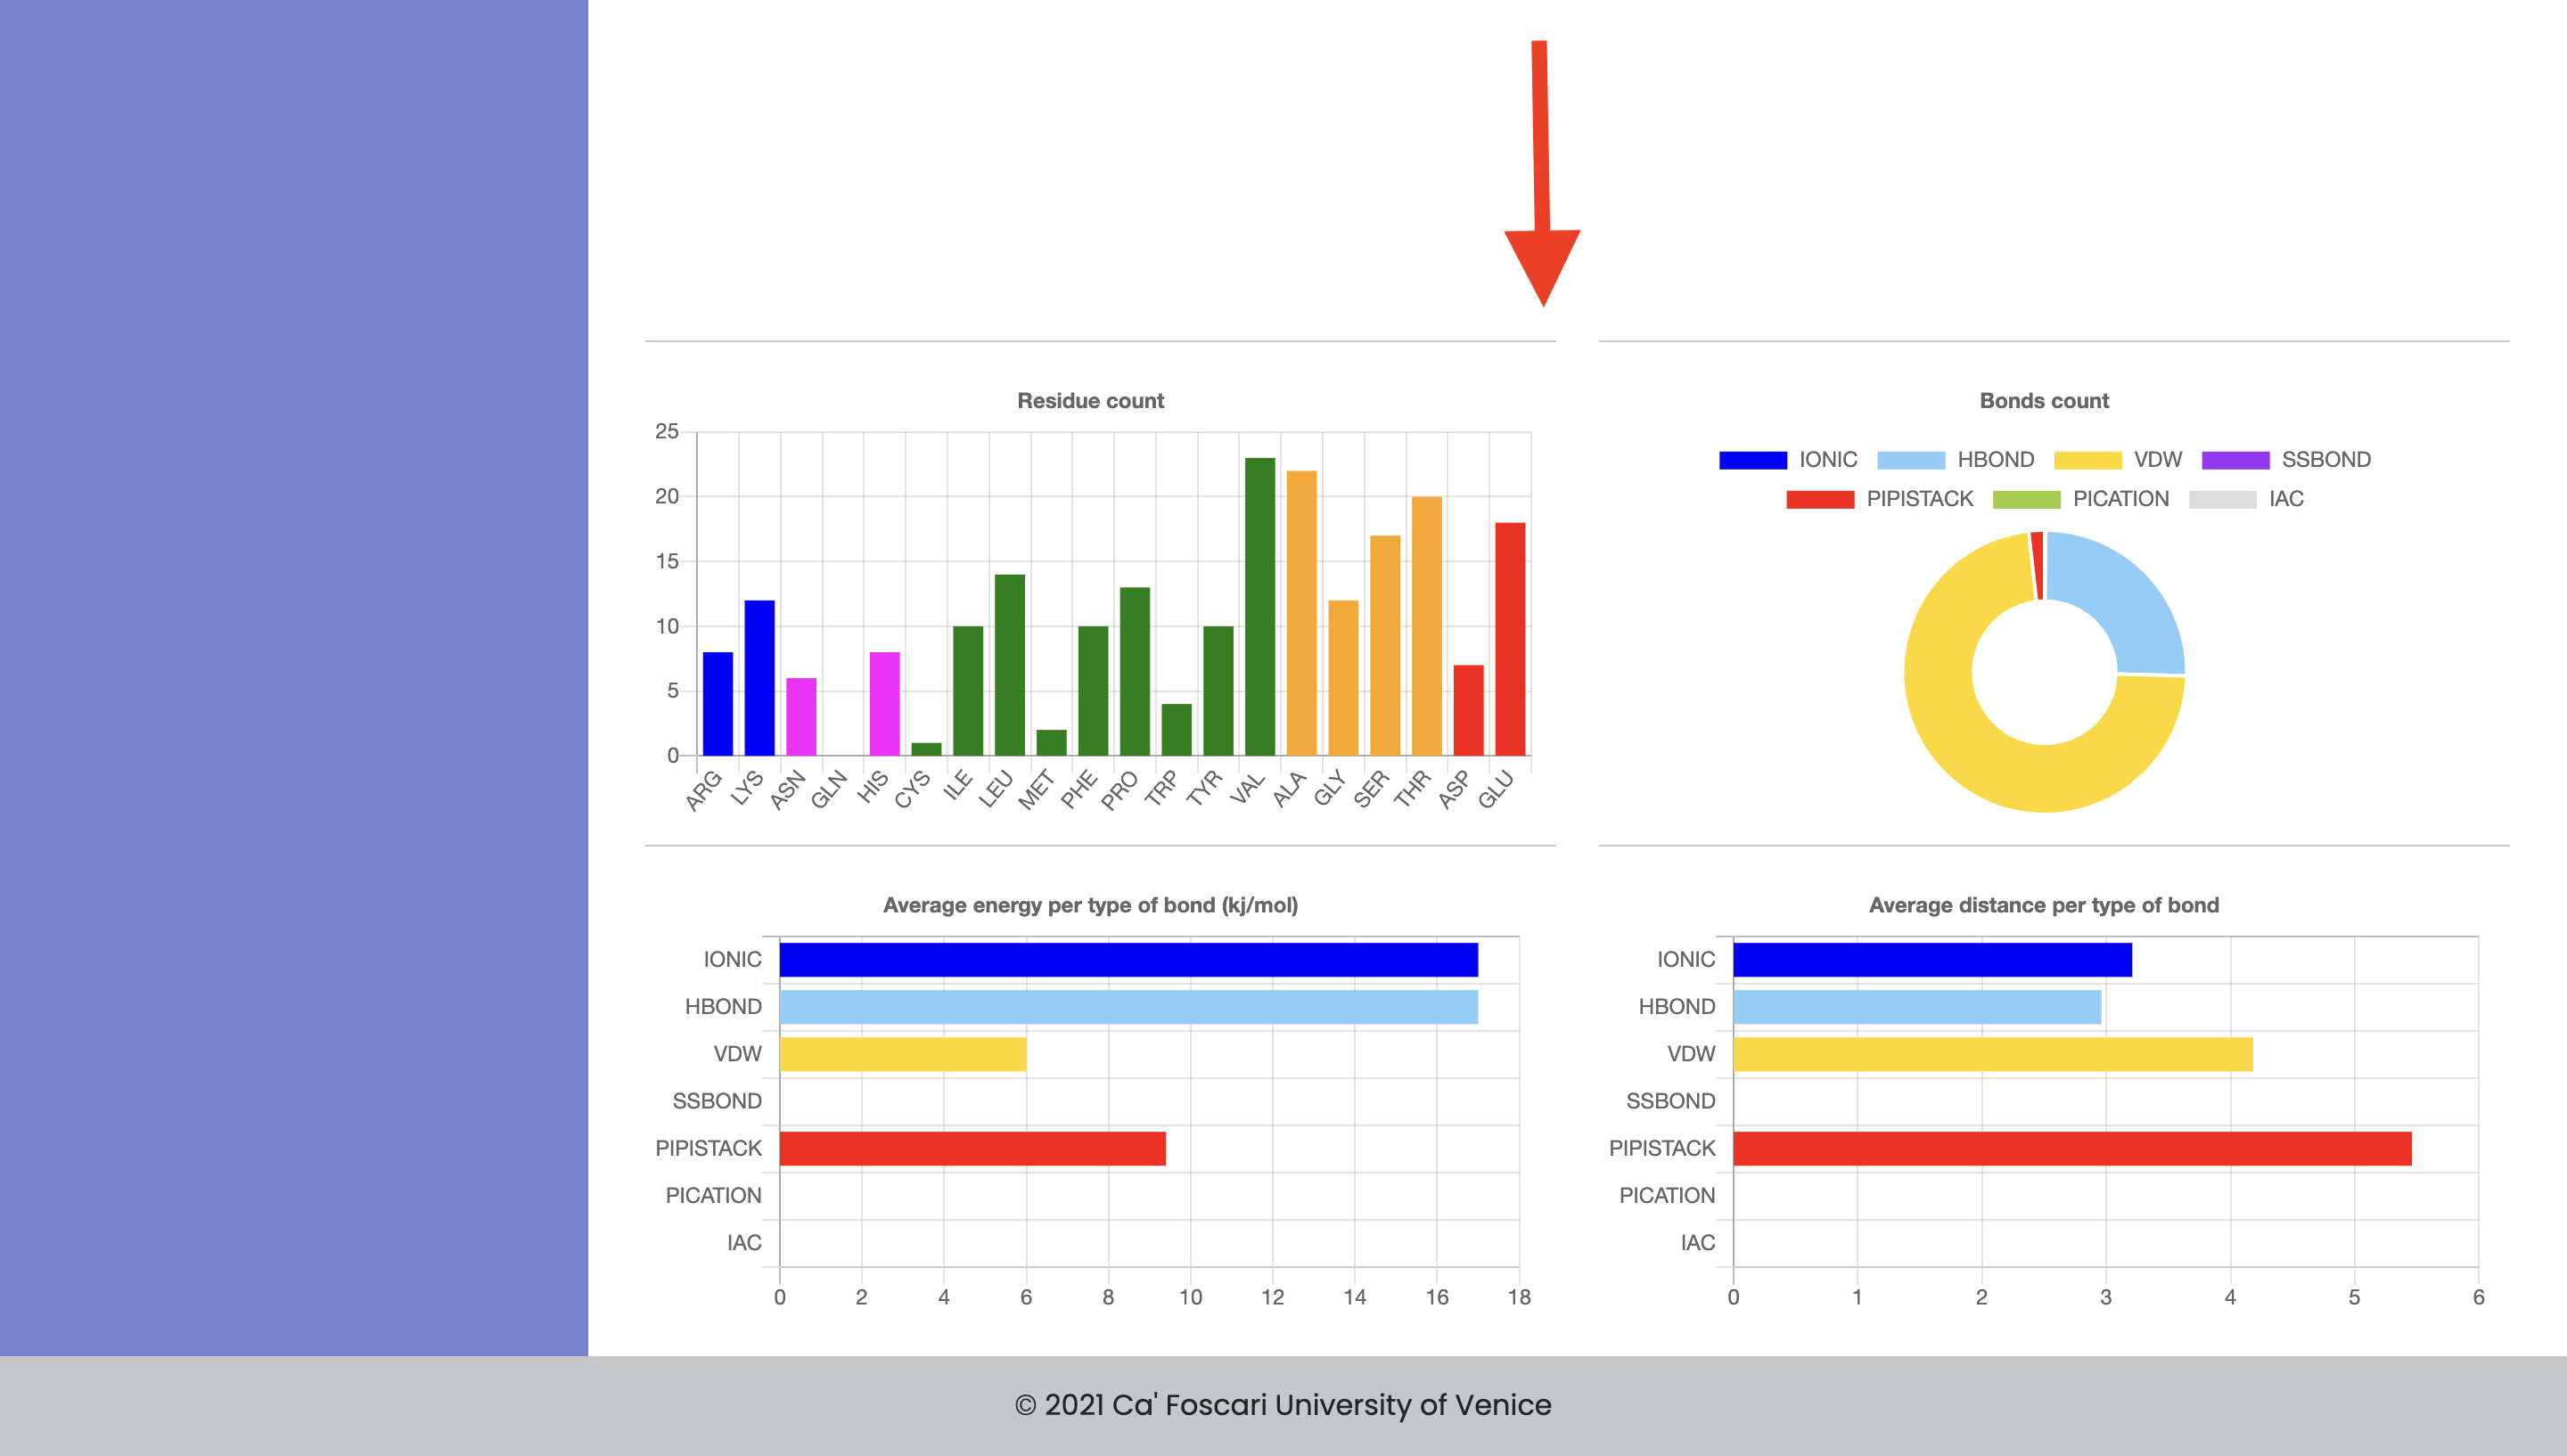 Residue count
25
20
15
10
5
0
ARG LYS ASN GLN HIS CYS ILE LEU MET PHE PRO TRP TYR VAL ALA GLY SER THR ASP GLU
Bonds count
IONIC HBOND VDW SSBOND
PIPISTACK PICATION IAC
Average energy per type of bond (kj/mol)
IONIC
HBOND
VDW
SSBOND
PIPISTACK
PICATION
IAC
0 2 4 6 8 10 12 14 16 18
Average distance per type of bond
IONIC
HBOND
VDW
SSBOND
PIPISTACK
PICATION
IAC
0 1 2 3 4 5 6
© 2021 Ca' Foscari University of Venice